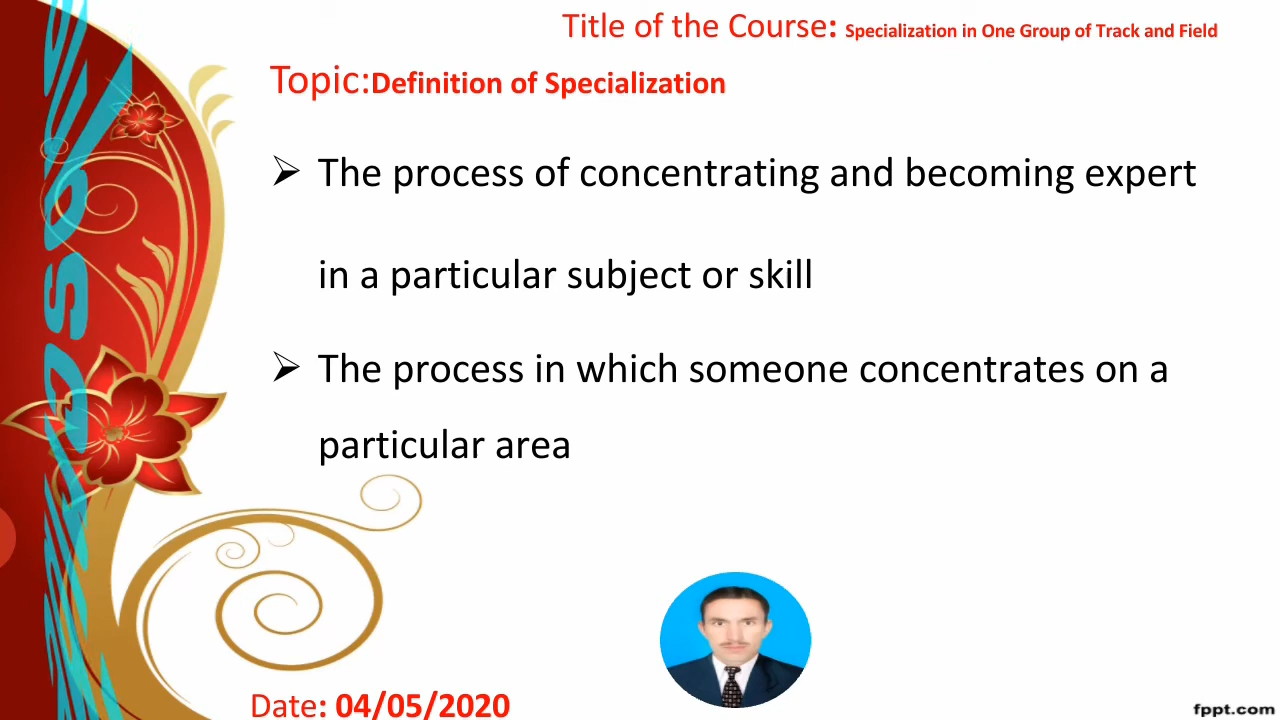 Title of the Course: Specialization in One Group of Track and Field
Topic:Definition of Specialization
➢ The process of concentrating and becoming expert
in a particular subject or skill
➢ The process in which someone concentrates on a
particular area
Date: 04/05/2020
fppt.com